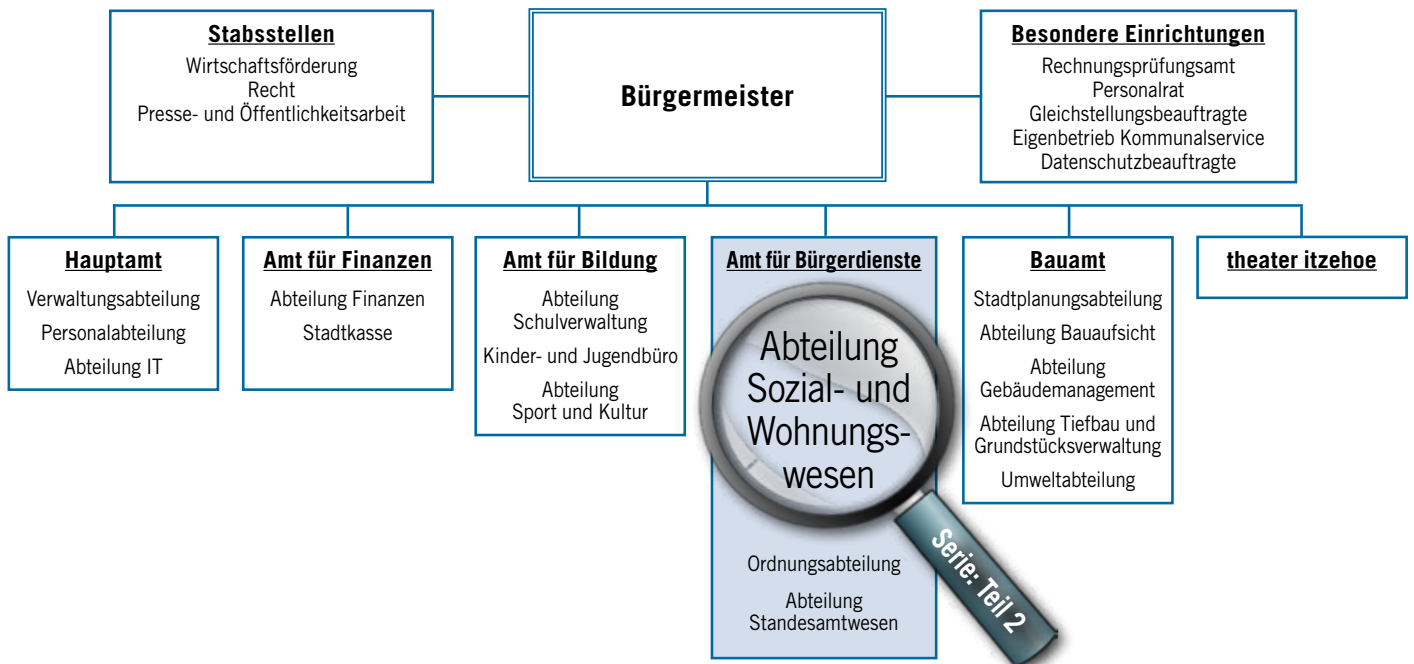 Stabsstellen
Wirtschaftsförderung
Recht
Presse- und Öffentlichkeitsarbeit
Bürgermeister
Besondere Einrichtungen
Rechnungsprüfungsamt
Personalrat
Gleichstellungsbeauftragte
Eigenbetrieb Kommunalservice
Datenschutzbeauftragte
Hauptamt
Verwaltungsabteilung
Personalabteilung
Abteilung IT
Amt für Finanzen
Abteilung Finanzen
Stadtkasse
Amt für Bildung
Abteilung
Schulverwaltung
Kinder- und Jugendbüro
Abteilung
Sport und Kultur
Amt für Bürgerdienste
Abteilung
Sozial- und
Wohnungs-
wesen
Ordnungsabteilung
Abteilung
Standesamtwesen
Serie: Teil 2
Bauamt
Stadtplanungsabteilung
Abteilung Bauaufsicht
Abteilung
Gebäudemanagement
Abteilung Tiefbau und
Grundstücksverwaltung
Umweltabteilung
theater itzehoe